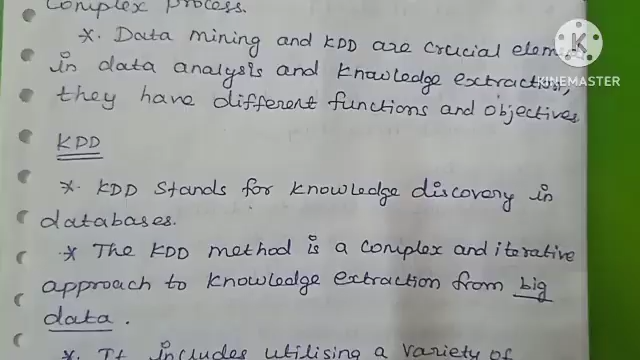 complex process.
*. Data mining and KDD are crucial
in data analysis and knowledge extraction,
they have different functions and objectives
KDD
*. KDD stands for knowledge discovery in
databases.
* The KDD method is a complex and iterative
approach to knowledge extraction from big
data.
*. It includes utilising a variety of
KINEMASTER